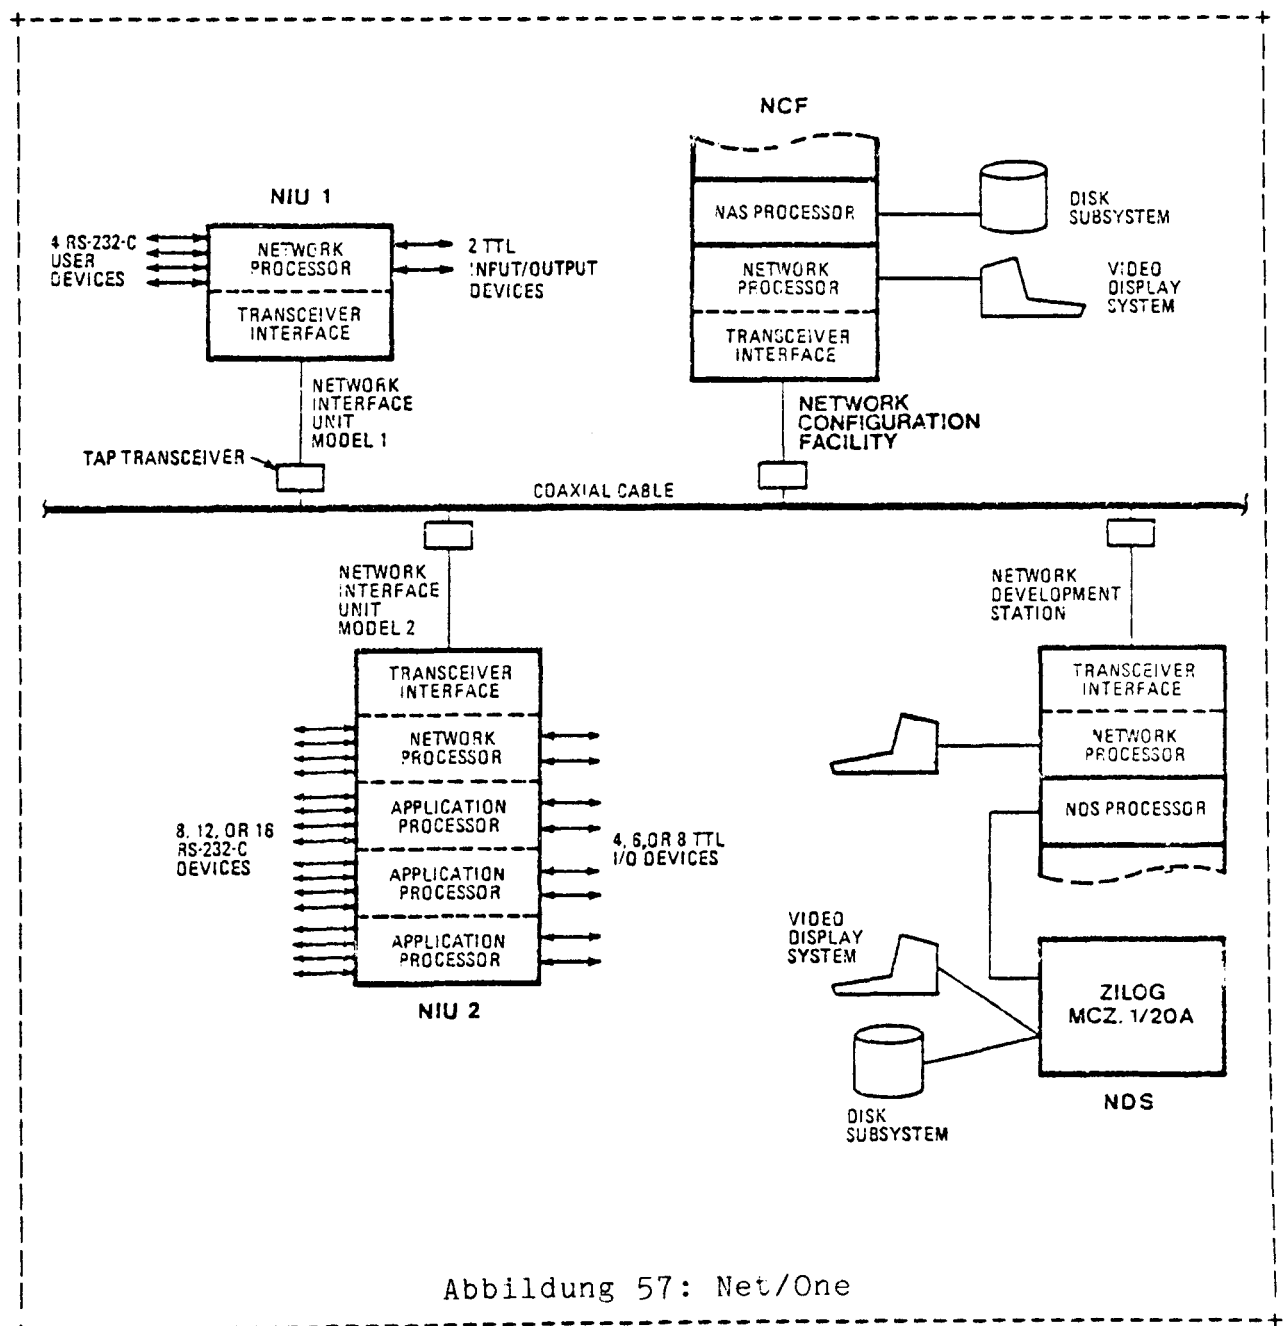 NCF
NAS PROCESSOR
NETWORK
PROCESSOR
TRANSCEIVER
INTERFACE
DISK
SUBSYSTEM
VIDEO
DISPLAY
SYSTEM
NETWORK
CONFIGURATION
FACILITY
NIU 1
4 RS-232-C
USER
DEVICES
NETWORK
PROCESSOR
TRANSCEIVER
INTERFACE
2 TTL
INPUT/OUTPUT
DEVICES
NETWORK
INTERFACE
UNIT
MODEL 1
TAP TRANSCEIVER
COAXIAL CABLE
NETWORK
INTERFACE
UNIT
MODEL 2
TRANSCEIVER
INTERFACE
NETWORK
PROCESSOR
APPLICATION
PROCESSOR
APPLICATION
PROCESSOR
APPLICATION
PROCESSOR
8, 12, OR 16
RS-232-C
DEVICES
4, 6, OR 8 TTL
I/O DEVICES
NIU 2
NETWORK
DEVELOPMENT
STATION
TRANSCEIVER
INTERFACE
NETWORK
PROCESSOR
NDS PROCESSOR
VIDEO
DISPLAY
SYSTEM
ZILOG
MCZ. 1/20A
DISK
SUBSYSTEM
NDS
Abbildung 57: Net/One